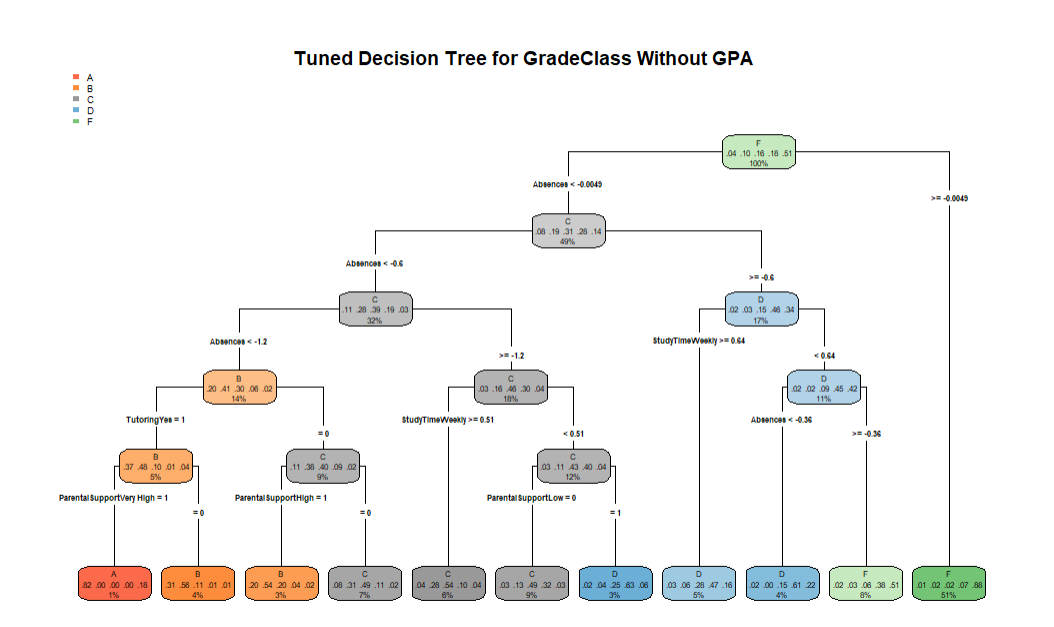 Tuned Decision Tree for GradeClass Without GPA
A
B
C
D
F
F
.04 .10 .16 .18 .51
100%
Absences < -0.0049
>= -0.0049
C
.08 .19 .31 .28 .14
49%
Absences < -0.6
>= -0.6
C
.11 .28 .39 .19 .03
32%
D
.02 .03 .15 .46 .34
17%
Absences < -1.2
>= -1.2
StudyTimeWeekly >= 0.64
< 0.64
B
.20 .41 .30 .06 .02
14%
C
.03 .16 .46 .30 .04
18%
D
.02 .02 .09 .45 .42
11%
TutoringYes = 1
= 0
StudyTimeWeekly >= 0.51
< 0.51
Absences < -0.36
>= -0.36
B
.37 .48 .10 .01 .04
5%
C
.11 .38 .40 .09 .02
9%
C
.03 .11 .43 .40 .04
12%
ParentalSupportVery High = 1
= 0
ParentalSupportHigh = 1
= 0
ParentalSupportLow = 0
= 1
A
.82 .09 .00 .00 .18
1%
B
.31 .56 .11 .01 .01
4%
B
.20 .54 .20 .04 .02
3%
C
.08 .31 .49 .11 .02
7%
C
.04 .28 .54 .10 .04
6%
C
.03 .13 .49 .32 .03
9%
D
.02 .04 .25 .63 .06
3%
D
.03 .06 .28 .47 .16
5%
D
.02 .00 .15 .61 .22
4%
F
.02 .03 .06 .38 .51
8%
F
.01 .02 .02 .07 .88
51%